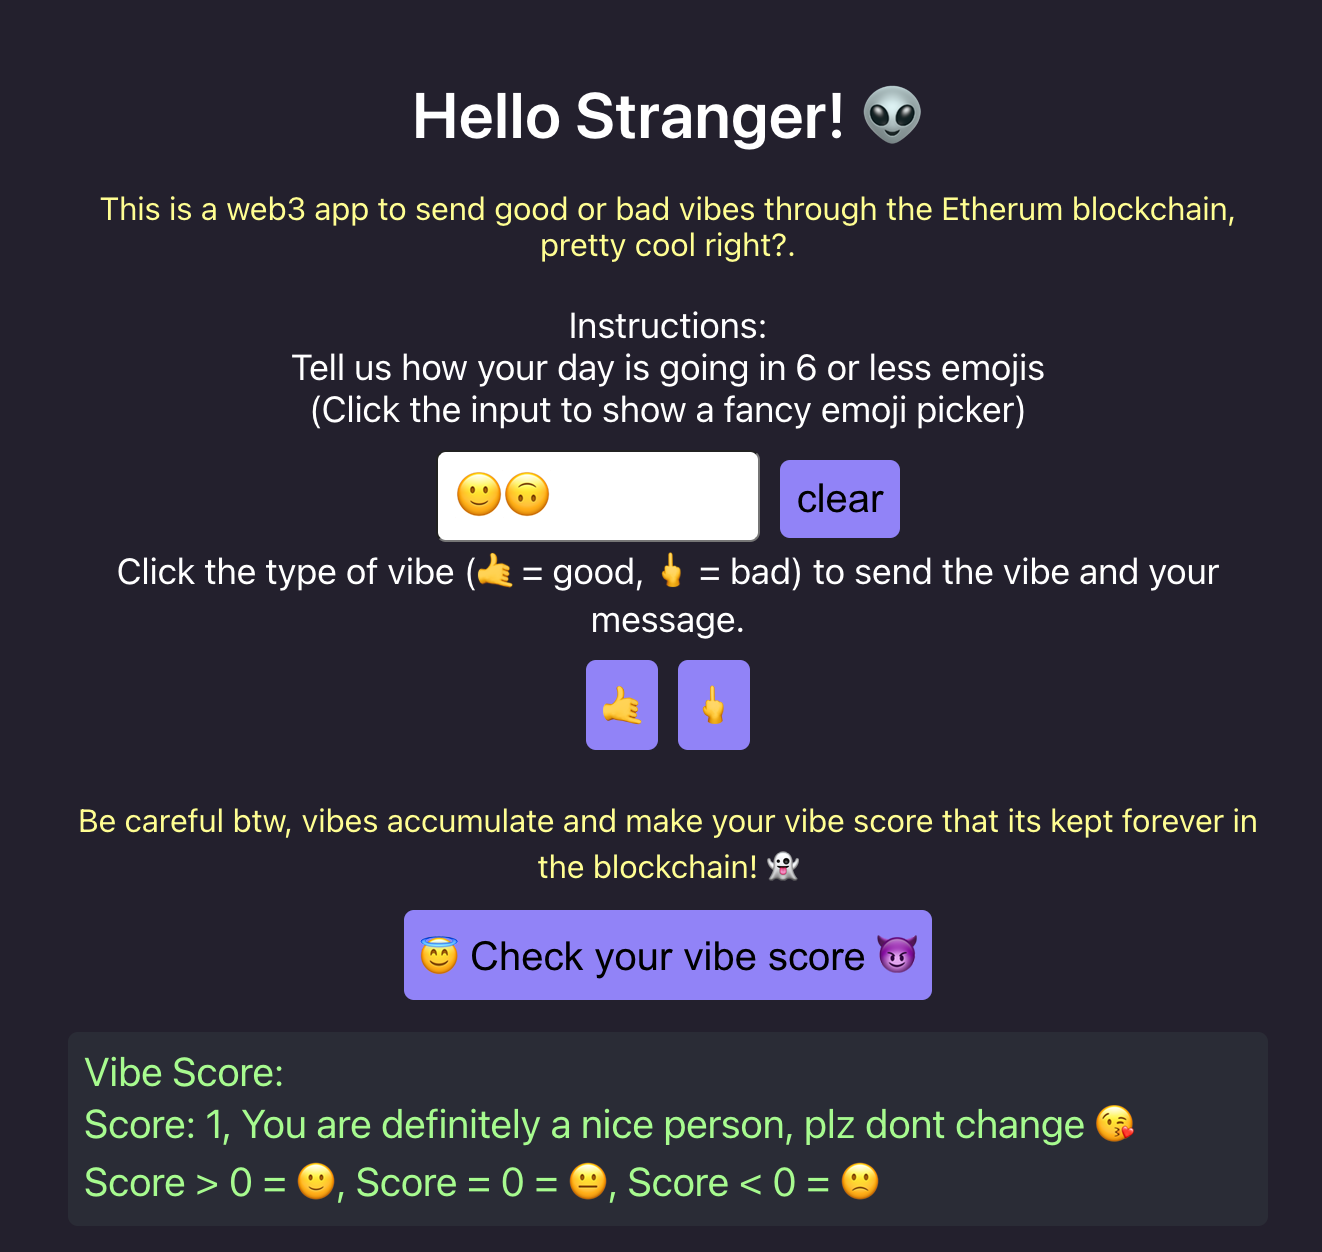 Hello Stranger! 👽
This is a web3 app to send good or bad vibes through the Etherum blockchain,
pretty cool right?.
Instructions:
Tell us how your day is going in 6 or less emojis
(Click the input to show a fancy emoji picker)
🙂🙃 clear
Click the type of vibe (🤙 = good, 🖕 = bad) to send the vibe and your
message.
🤙 🖕
Be careful btw, vibes accumulate and make your vibe score that its kept forever in
the blockchain! 👻
😇 Check your vibe score 😈
Vibe Score:
Score: 1, You are definitely a nice person, plz dont change 😘
Score > 0 = 🙂, Score = 0 = 😐, Score < 0 = 🙁